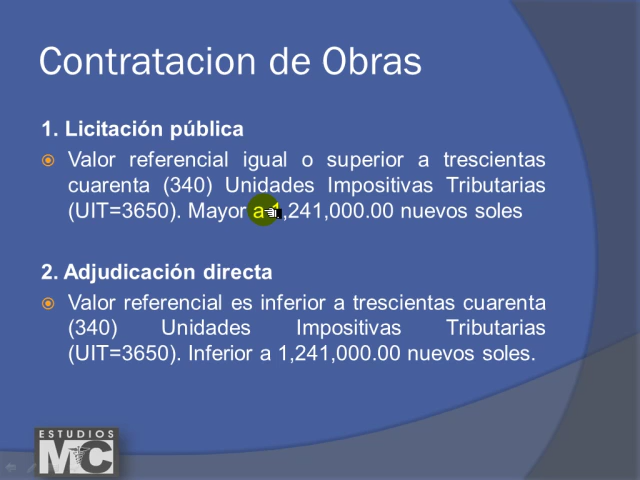 Contratacion de Obras
1. Licitación pública
Valor referencial igual o superior a trescientas
cuarenta (340) Unidades Impositivas Tributarias
(UIT=3650). Mayor a 1,241,000.00 nuevos soles
2. Adjudicación directa
Valor referencial es inferior a trescientas cuarenta
(340) Unidades Impositivas Tributarias
(UIT=3650). Inferior a 1,241,000.00 nuevos soles.
ESTUDIOS
MC